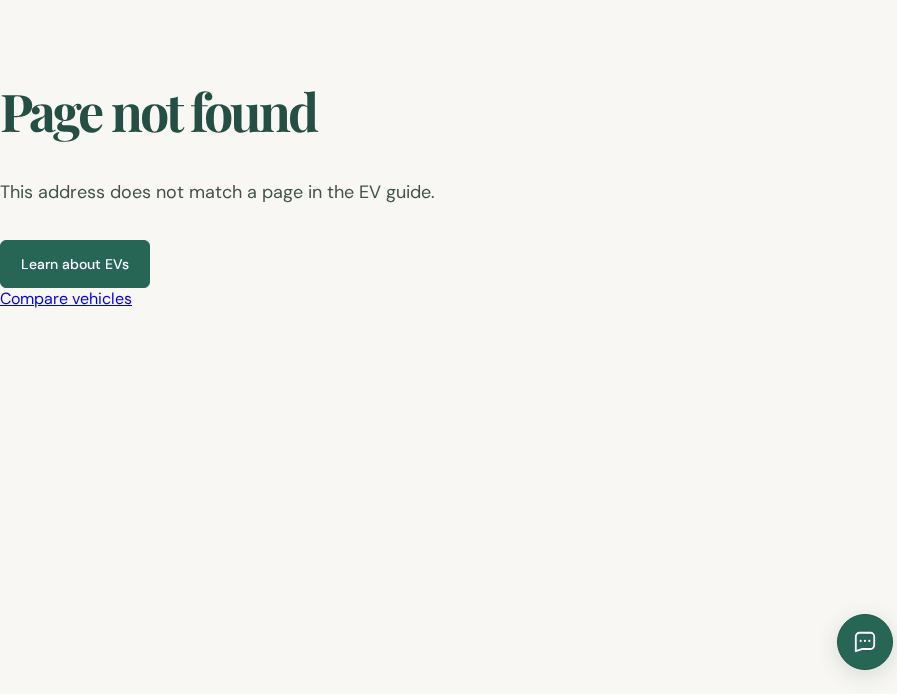 Page not found
This address does not match a page in the EV guide.
Learn about EVs
Compare vehicles